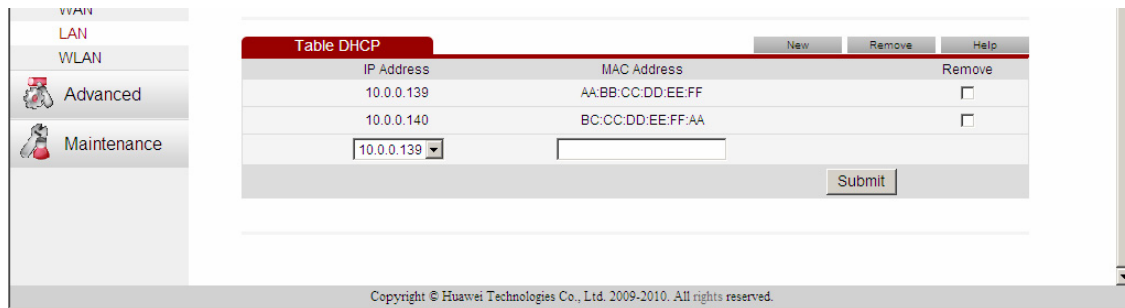 WAN
LAN
WLAN
Advanced
Maintenance
Table DHCP New Remove Help
IP Address MAC Address Remove
10.0.0.139 AA:BB:CC:DD:EE:FF
10.0.0.140 BC:CC:DD:EE:FF:AA
10.0.0.139
Submit
Copyright © Huawei Technologies Co., Ltd. 2009-2010. All rights reserved.